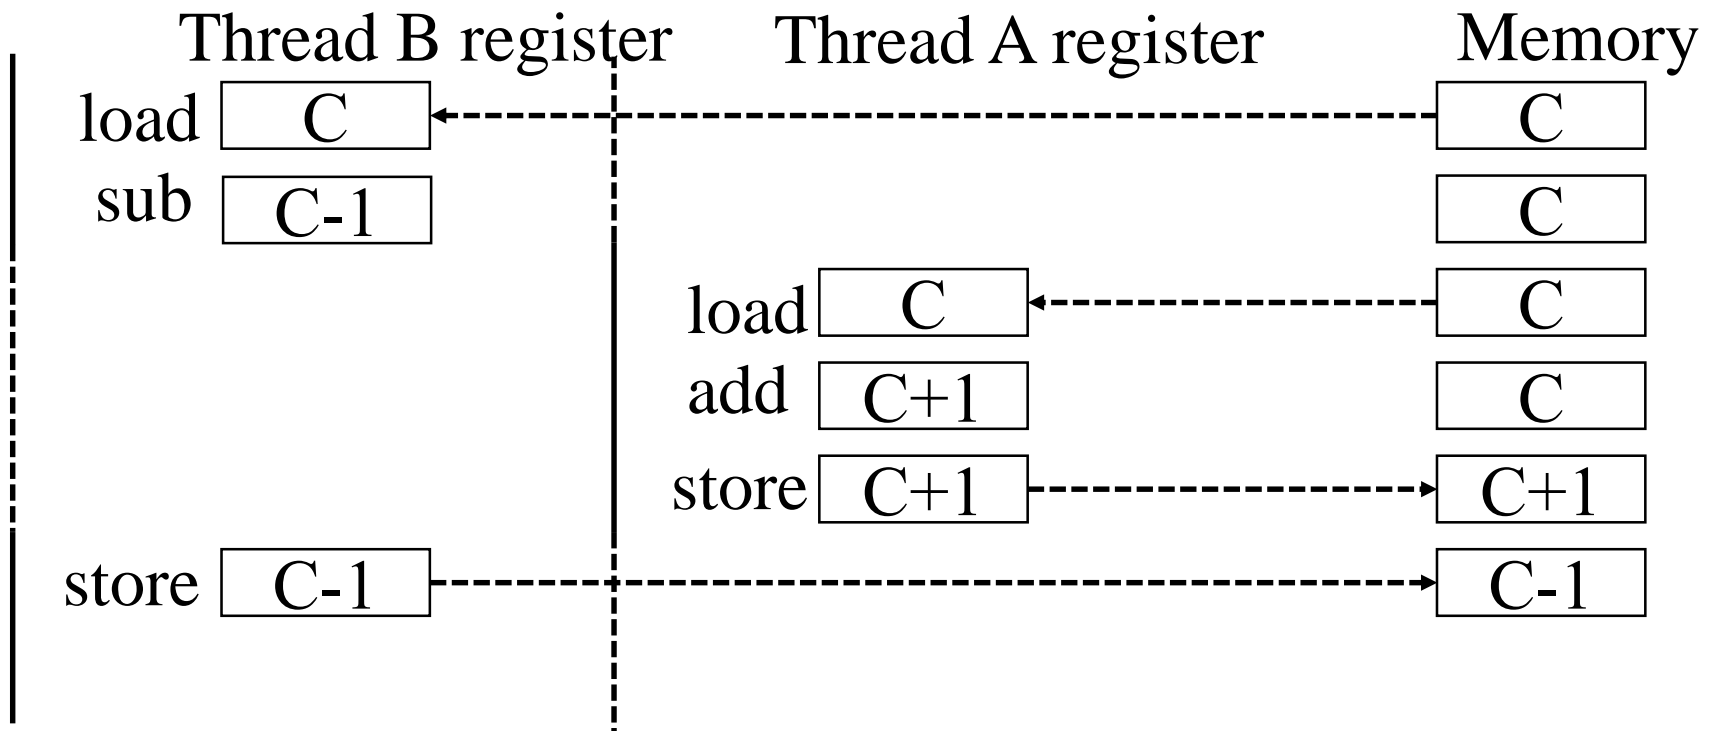 Thread B register Thread A register Memory
load C C
sub C-1 C
load C C
add C+1 C
store C+1 C+1
store C-1 C-1